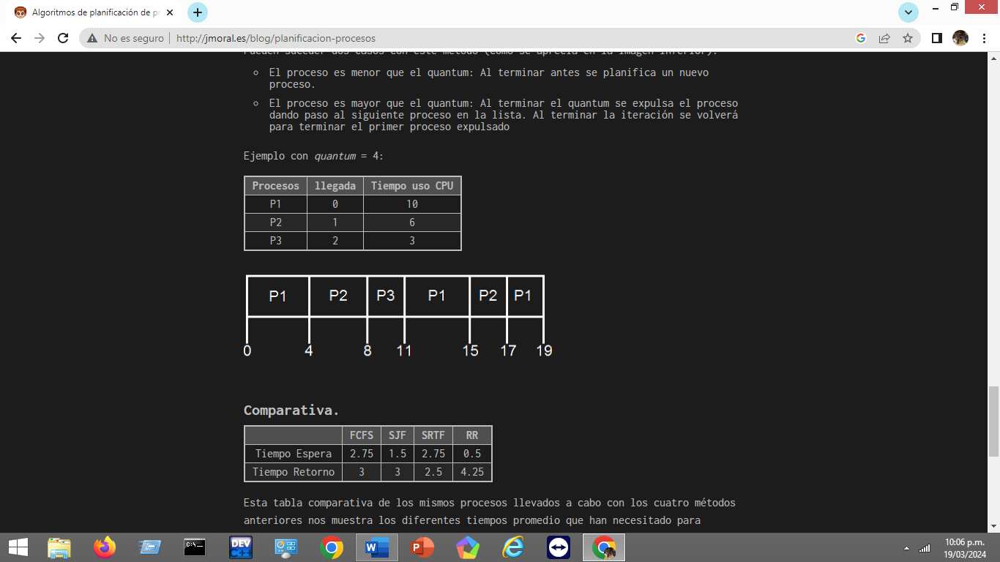 Algoritmos de planificación de pr
No es seguro
http://jmoral.es/blog/planificacion-procesos
Pueden suceder dos casos con este método (como se aprecia en la imagen inferior):
El proceso es menor que el quantum: Al terminar antes se planifica un nuevo
proceso.
El proceso es mayor que el quantum: Al terminar el quantum se expulsa el proceso
dando paso al siguiente proceso en la lista. Al terminar la iteración se volverá
para terminar el primer proceso expulsado
Ejemplo con quantum = 4:
Procesos llegada Tiempo uso CPU
P1 0 10
P2 1 6
P3 2 3
P1 P2 P3 P1 P2 P1
0 4 8 11 15 17 19
Comparativa.
FCFS SJF SRTF RR
Tiempo Espera 2.75 1.5 2.75 0.5
Tiempo Retorno 3 3 2.5 4.25
Esta tabla comparativa de los mismos procesos llevados a cabo con los cuatro métodos
anteriores nos muestra los diferentes tiempos promedio que han necesitado para
C:\_
DEV
C++
W
P
10:06 p.m.
19/03/2024